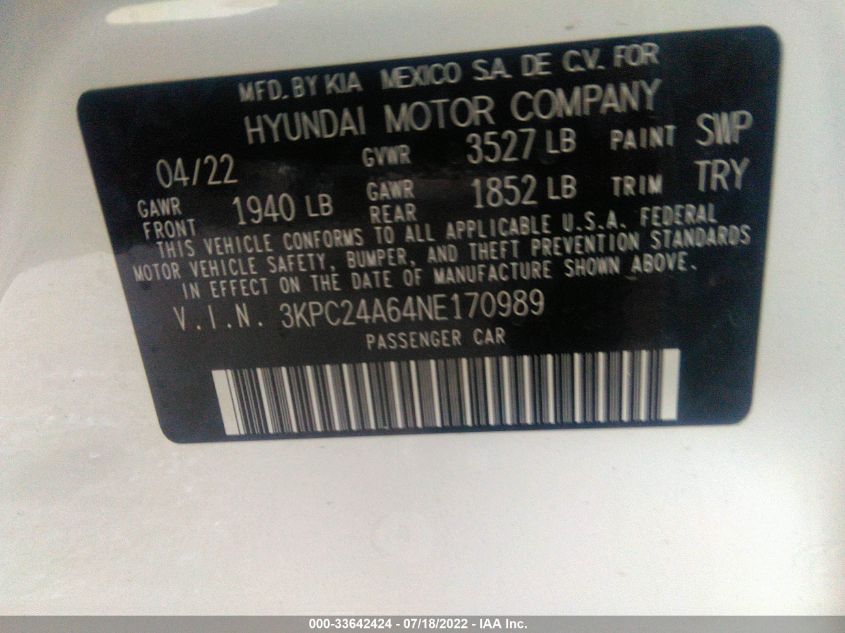 MFD. BY KIA MEXICO S.A. DE C.V. FOR
HYUNDAI MOTOR COMPANY
04/22 GVWR 3527 LB PAINT SWP
GAWR FRONT 1940 LB GAWR REAR 1852 LB TRIM TRY
THIS VEHICLE CONFORMS TO ALL APPLICABLE U.S.A. FEDERAL
MOTOR VEHICLE SAFETY, BUMPER, AND THEFT PREVENTION STANDARDS
IN EFFECT ON THE DATE OF MANUFACTURE SHOWN ABOVE.
V.I.N. 3KPC24A64NE170989
PASSENGER CAR
000-33642424 - 07/18/2022 - IAA Inc.